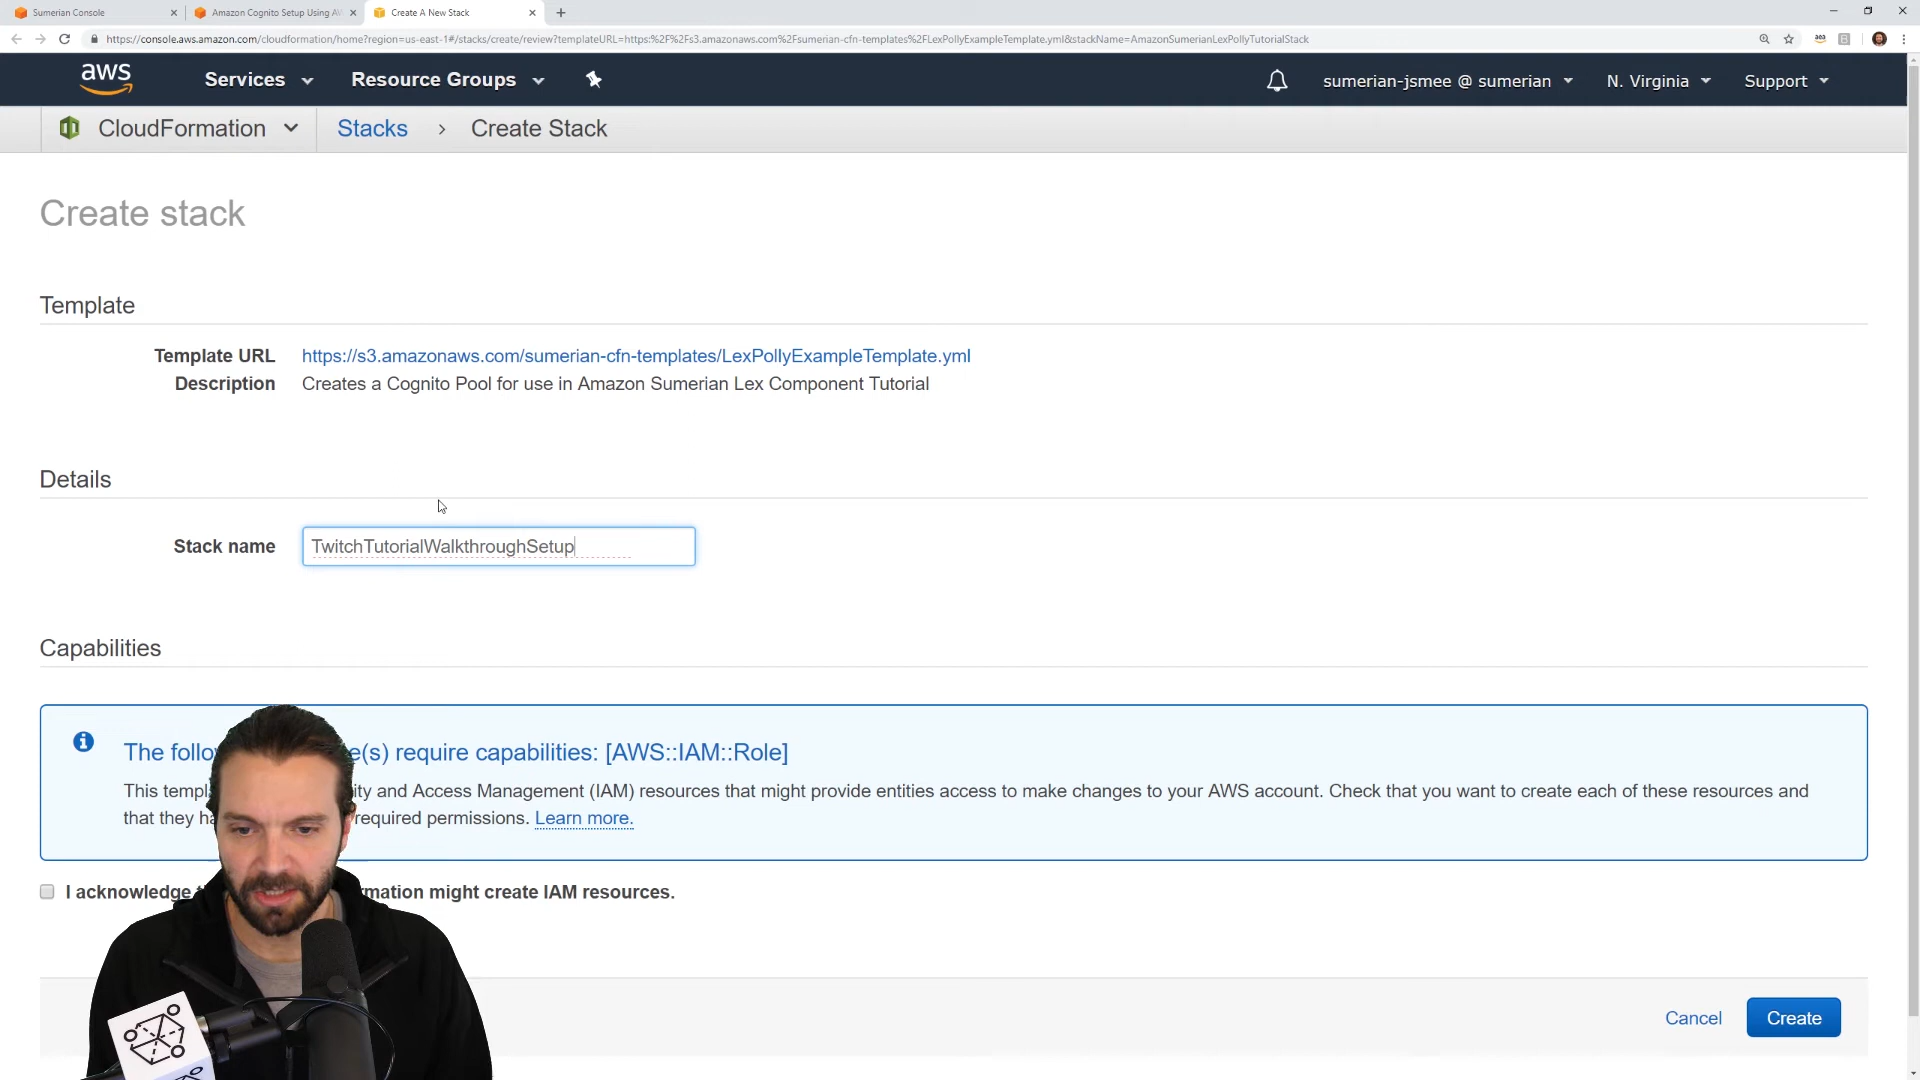 Sumerian Console
Amazon Cognito Setup Using AW
Create A New Stack
https://console.aws.amazon.com/cloudformation/home?region=us-east-1#/stacks/create/review?templateURL=https:%2F%2Fs3.amazonaws.com%2Fsumerian-cfn-templates%2FLexPollyExampleTemplate.yml&stackName=AmazonSumerianLexPollyTutorialStack
aws
Services
Resource Groups
sumerian-jsmee @ sumerian
N. Virginia
Support
CloudFormation
Stacks
Create Stack
Create stack
Template
Template URL
https://s3.amazonaws.com/sumerian-cfn-templates/LexPollyExampleTemplate.yml
Description
Creates a Cognito Pool for use in Amazon Sumerian Lex Component Tutorial
Details
Stack name
TwitchTutorialWalkthroughSetup
Capabilities
The follo e(s) require capabilities: [AWS::IAM::Role]
This templ ity and Access Management (IAM) resources that might provide entities access to make changes to your AWS account. Check that you want to create each of these resources and
that they ha required permissions. Learn more.
I acknowledge rmation might create IAM resources.
Cancel
Create